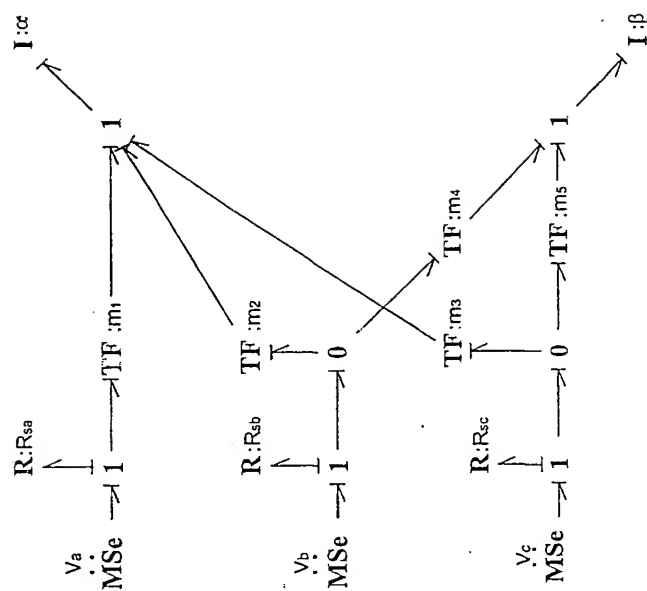 I:α
R:Rsa
1
Va
:
MSe
1
TF:m1
R:Rsb
TF:m2
TF:m4
Vb
:
MSe
1
0
R:Rsc
TF:m3
Vc
:
MSe
1
0
TF:m5
1
I:β